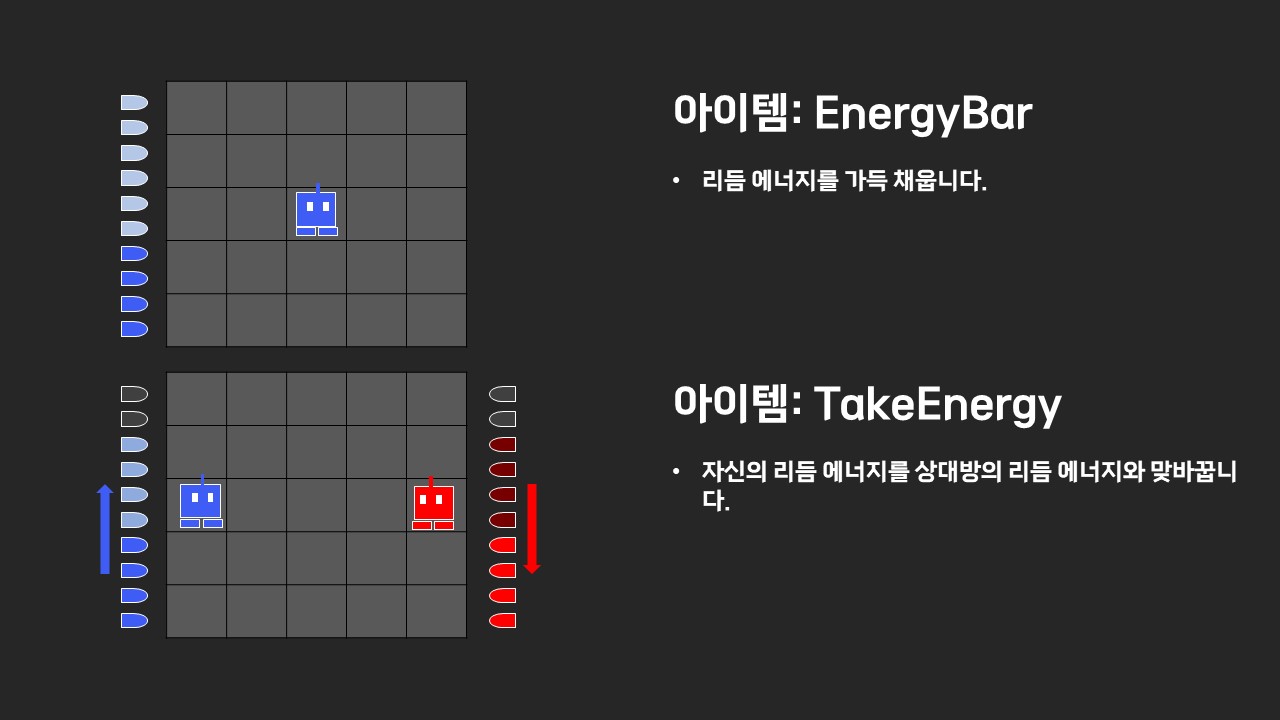 아이템: EnergyBar
• 리듬 에너지를 가득 채웁니다.
아이템: TakeEnergy
• 자신의 리듬 에너지를 상대방의 리듬 에너지와 맞바꿉니
다.